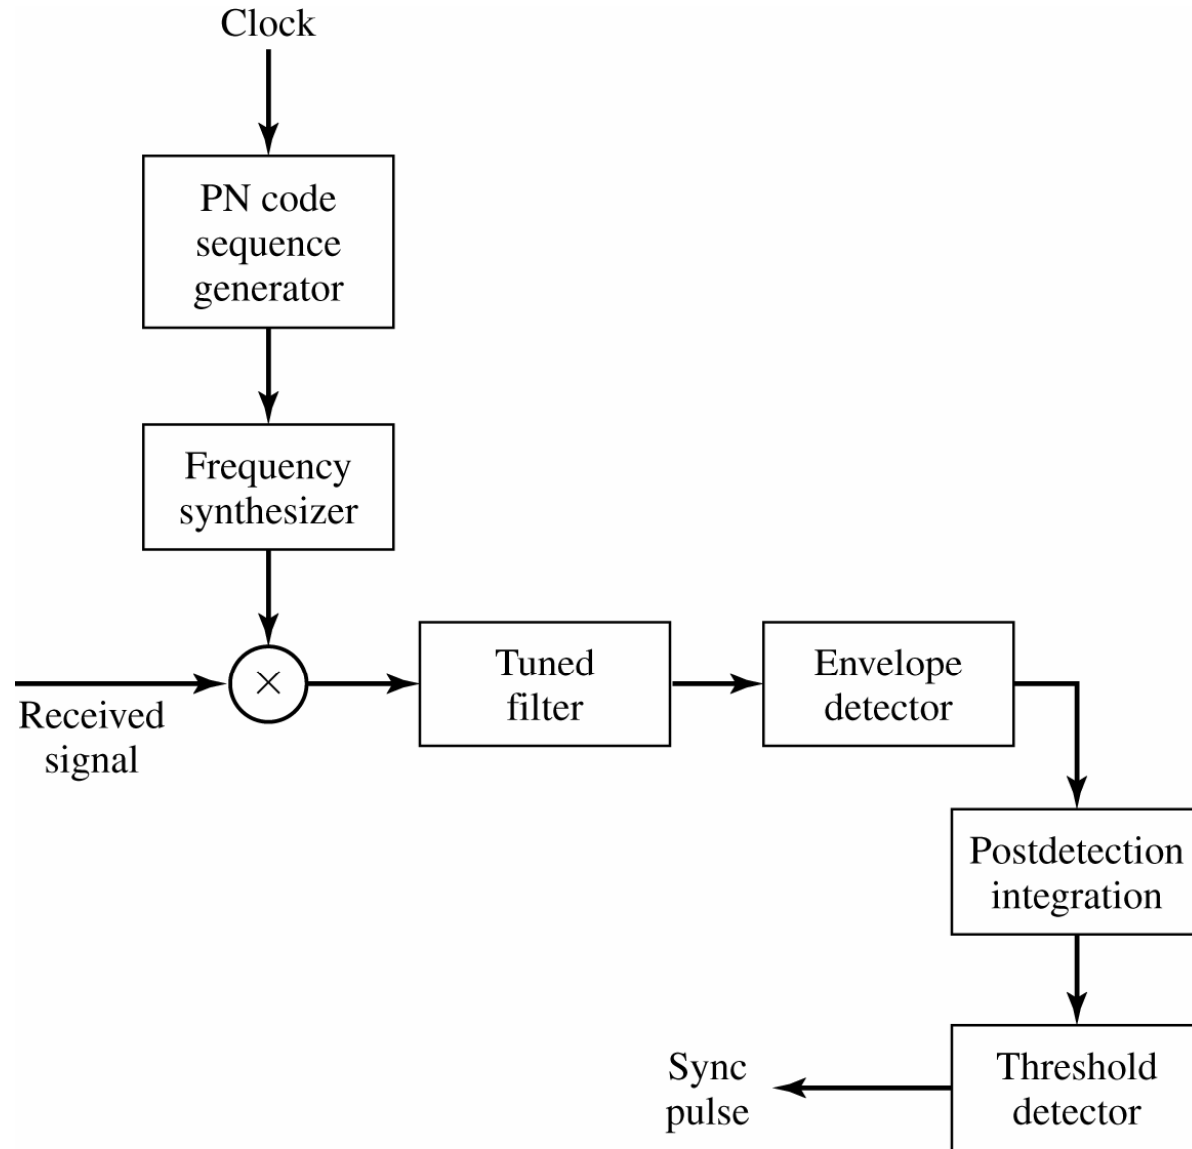 Clock
PN code
sequence
generator
Frequency
synthesizer
×
Received
signal
Tuned
filter
Envelope
detector
Postdetection
integration
Threshold
detector
Sync
pulse